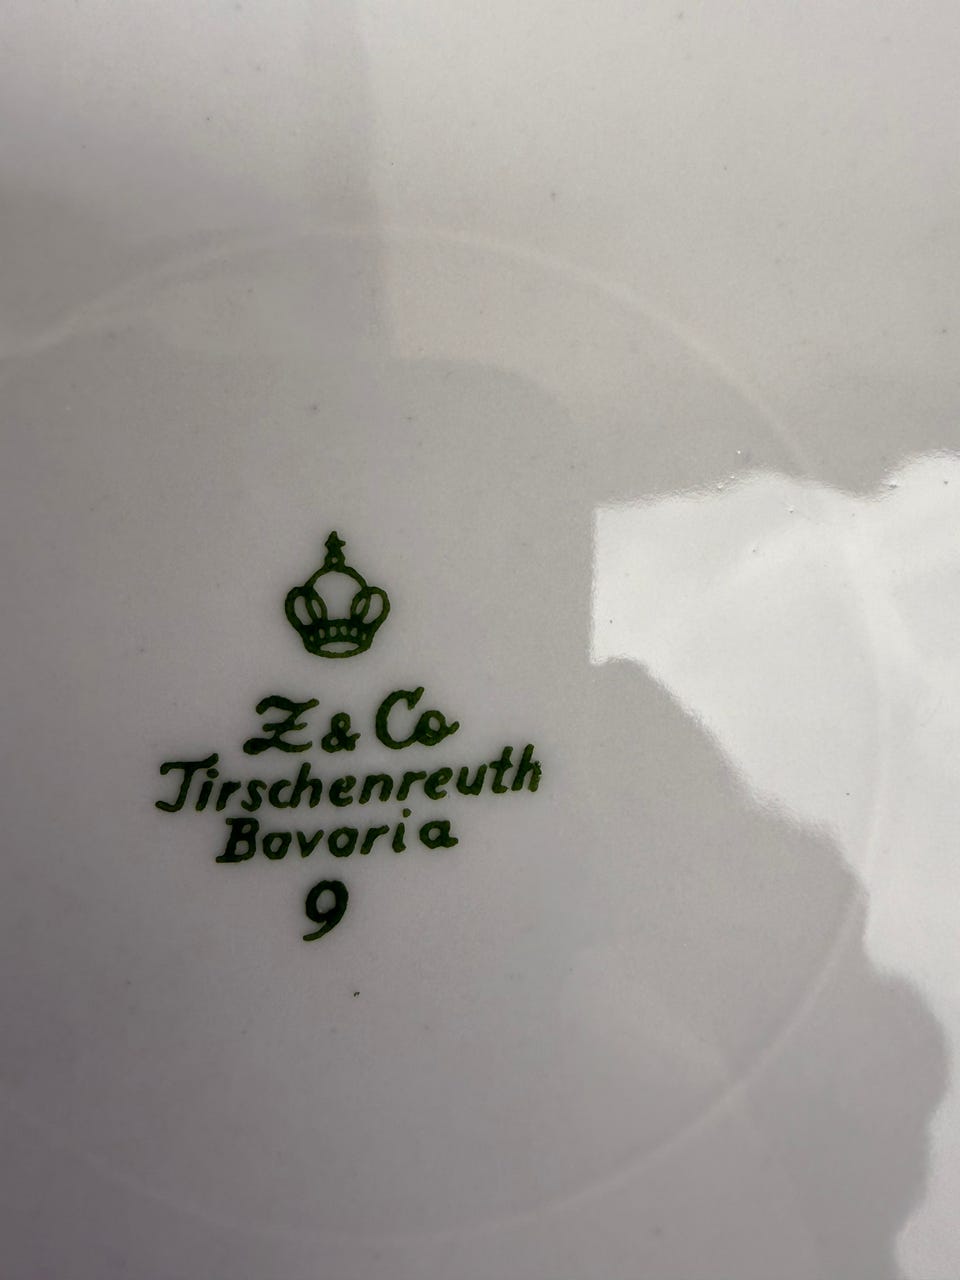 Z & Co
Tirschenreuth
Bavaria
9